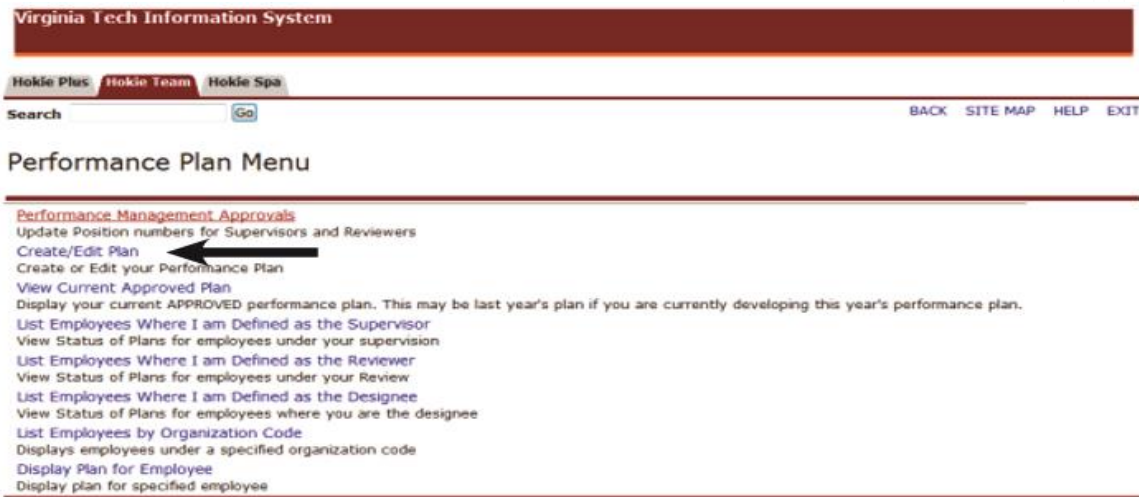 Virginia Tech Information System
Hokie Plus Hokie Team Hokie Spa
Search Go BACK SITE MAP HELP EXIT
Performance Plan Menu
Performance Management Approvals
Update Position numbers for Supervisors and Reviewers
Create/Edit Plan
Create or Edit your Performance Plan
View Current Approved Plan
Display your current APPROVED performance plan. This may be last year's plan if you are currently developing this year's performance plan.
List Employees Where I am Defined as the Supervisor
View Status of Plans for employees under your supervision
List Employees Where I am Defined as the Reviewer
View Status of Plans for employees under your Review
List Employees Where I am Defined as the Designee
View Status of Plans for employees where you are the designee
List Employees by Organization Code
Displays employees under a specified organization code
Display Plan for Employee
Display plan for specified employee